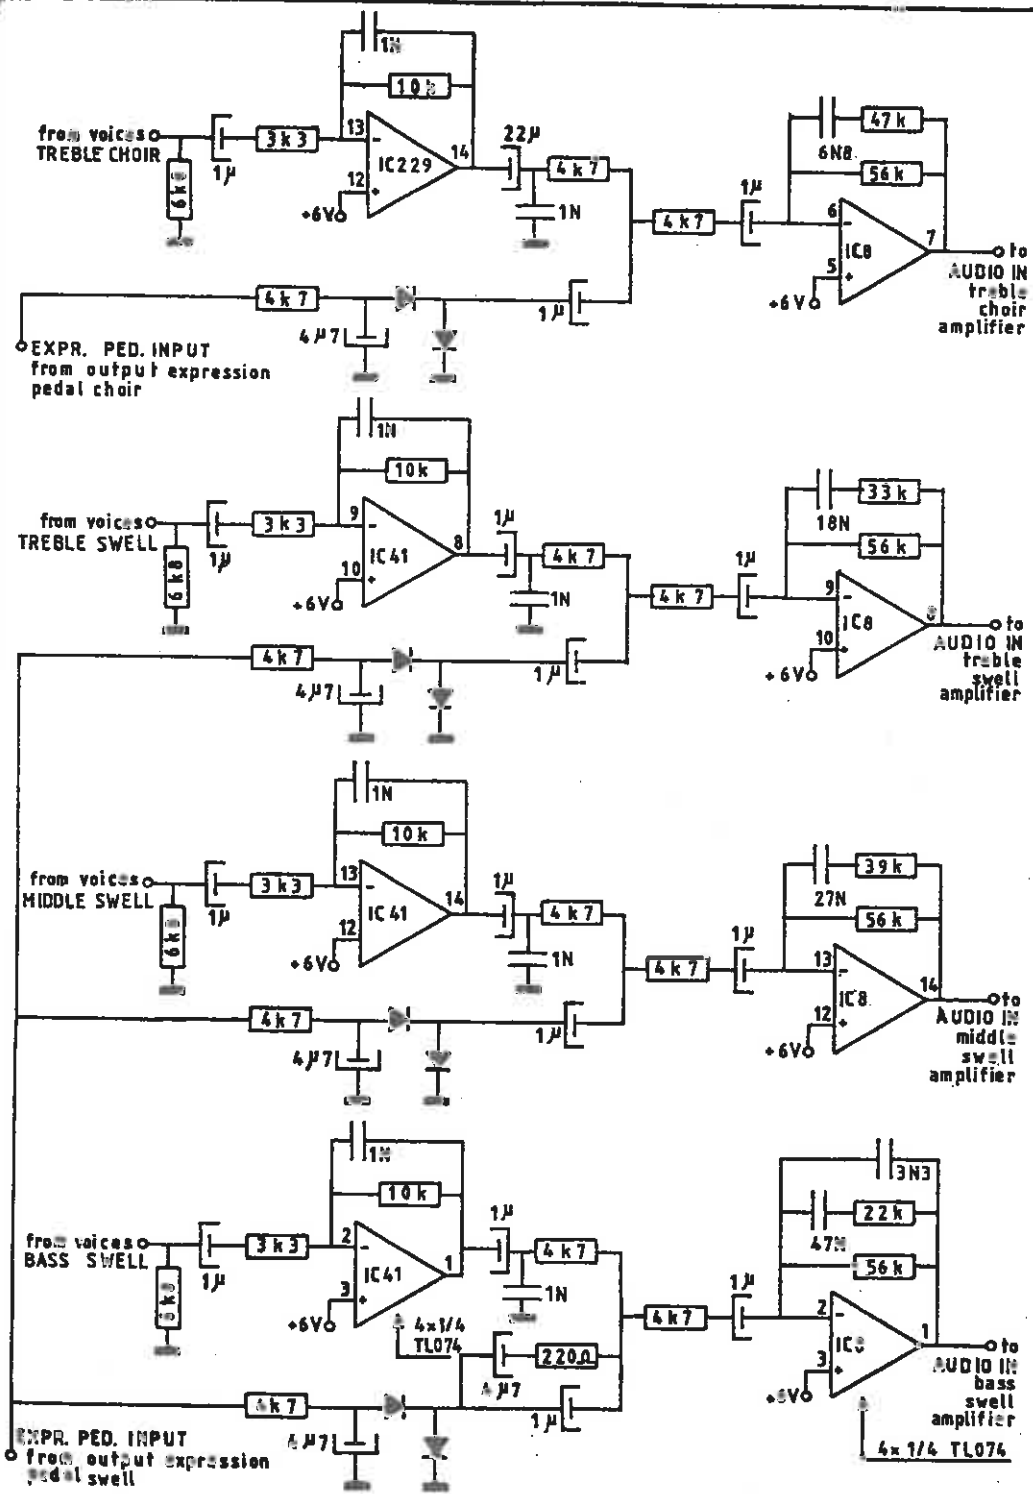 1N
10k
from voices
TREBLE CHOIR
1µ
3k3
13
14
12
IC229
+6V
22µ
4k7
1N
4k7
1µ
6N8
47k
56k
6
7
5
IC8
+6V
to
AUDIO IN
treble
choir
amplifier
4k7
4µ7
1µ
EXPR. PED. INPUT
from output expression
pedal choir
1N
10k
from voices
TREBLE SWELL
6k8
1µ
3k3
9
8
10
IC41
+6V
1µ
4k7
1N
4k7
1µ
18N
33k
56k
9
10
IC8
+6V
to
AUDIO IN
treble
swell
amplifier
4k7
4µ7
1µ
1N
10k
from voices
MIDDLE SWELL
1µ
3k3
13
14
12
IC41
+6V
1µ
4k7
1N
4k7
1µ
27N
39k
56k
13
14
12
IC8
+6V
to
AUDIO IN
middle
swell
amplifier
4k7
4µ7
1µ
1N
10k
from voices
BASS SWELL
1µ
3k3
2
1
3
IC41
+6V
4x1/4
TL074
1µ
4k7
1N
220Ω
4µ7
4k7
1µ
3N3
47N
22k
56k
2
1
3
+6V
to
AUDIO IN
bass
swell
amplifier
4x 1/4 TL074
4k7
4µ7
1µ
EXPR. PED. INPUT
from output expression
pedal swell